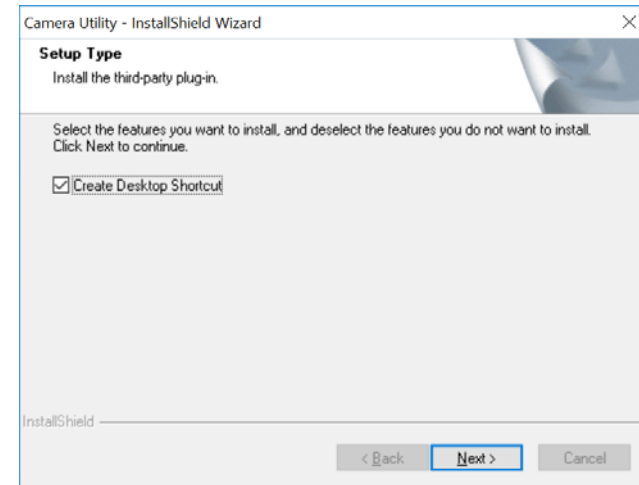 Camera Utility - InstallShield Wizard
Setup Type
Install the third-party plug-in.
Select the features you want to install, and deselect the features you do not want to install.
Click Next to continue.
Create Desktop Shortcut
InstallShield
< Back
Next >
Cancel